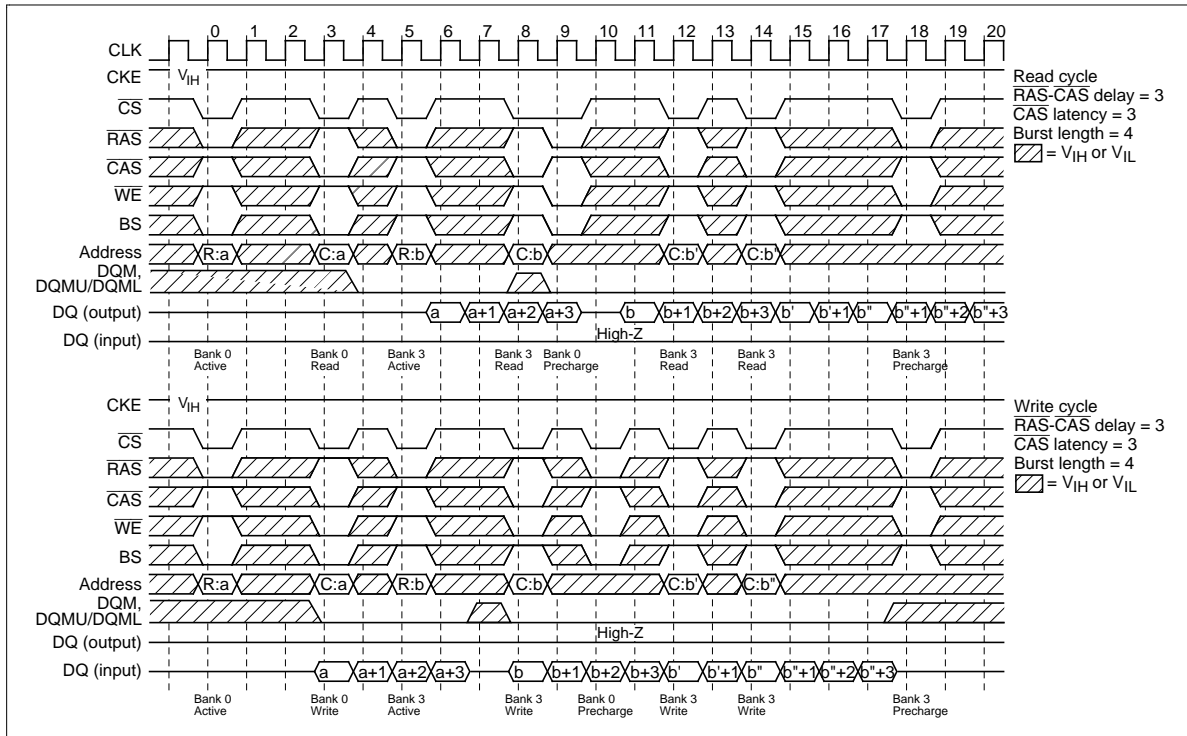 0 1 2 3 4 5 6 7 8 9 10 11 12 13 14 15 16 17 18 19 20
CLK
CKE VIH
CS
RAS
CAS
WE
BS
Address R:a C:a R:b C:b C:b' C:b'
DQM,
DQMU/DQML
DQ (output) a a+1 a+2 a+3 b b+1 b+2 b+3 b' b'+1 b" b"+1 b"+2 b"+3
High-Z
DQ (input)
Bank 0 Active
Bank 0 Read
Bank 3 Active
Bank 3 Read
Bank 0 Precharge
Bank 3 Read
Bank 3 Read
Bank 3 Precharge
Read cycle
RAS-CAS delay = 3
CAS latency = 3
Burst length = 4
= VIH or VIL
CKE VIH
CS
RAS
CAS
WE
BS
Address R:a C:a R:b C:b C:b' C:b"
DQM,
DQMU/DQML
High-Z
DQ (output)
DQ (input) a a+1 a+2 a+3 b b+1 b+2 b+3 b' b'+1 b" b"+1 b"+2 b"+3
Bank 0 Active
Bank 0 Write
Bank 3 Active
Bank 3 Write
Bank 0 Precharge
Bank 3 Write
Bank 3 Write
Bank 3 Precharge
Write cycle
RAS-CAS delay = 3
CAS latency = 3
Burst length = 4
= VIH or VIL